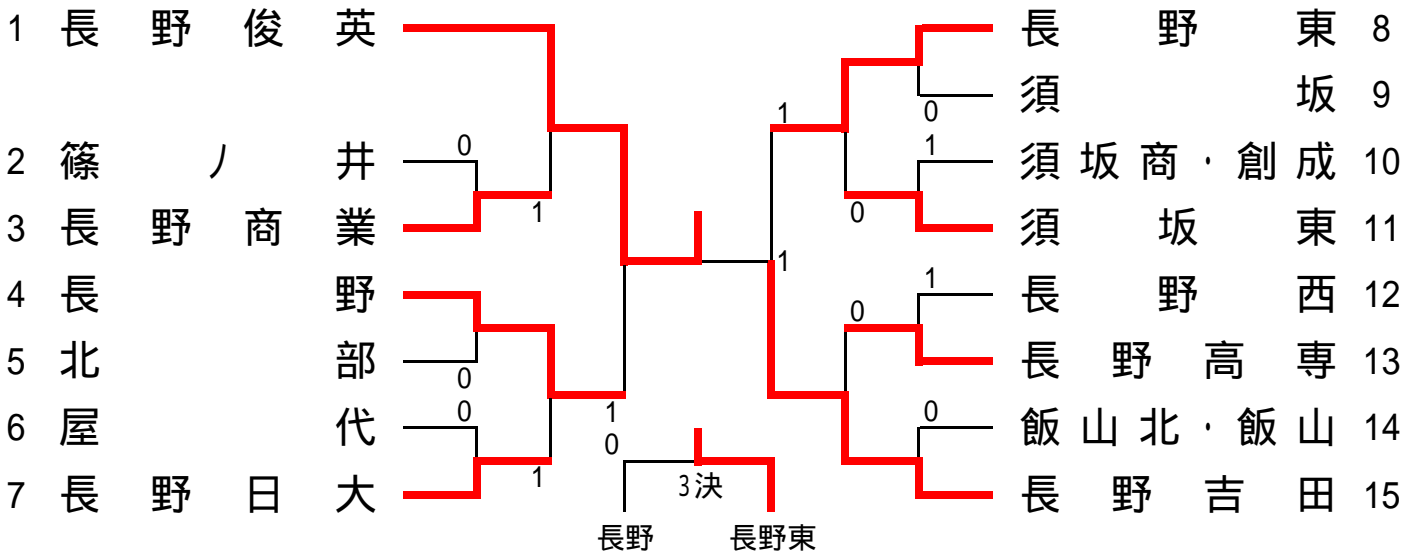 1 長野俊英
2 篠ノ井
3 長野商業
4 長野
5 北部
6 屋代
7 長野日大
0
1
0
0
1
1
0
3決
長野 長野東
長野東 8
須坂 9
須坂商・創成 10
須坂東 11
長野西 12
長野高専 13
飯山北・飯山 14
長野吉田 15
1
0
1
0
1
1
0
0